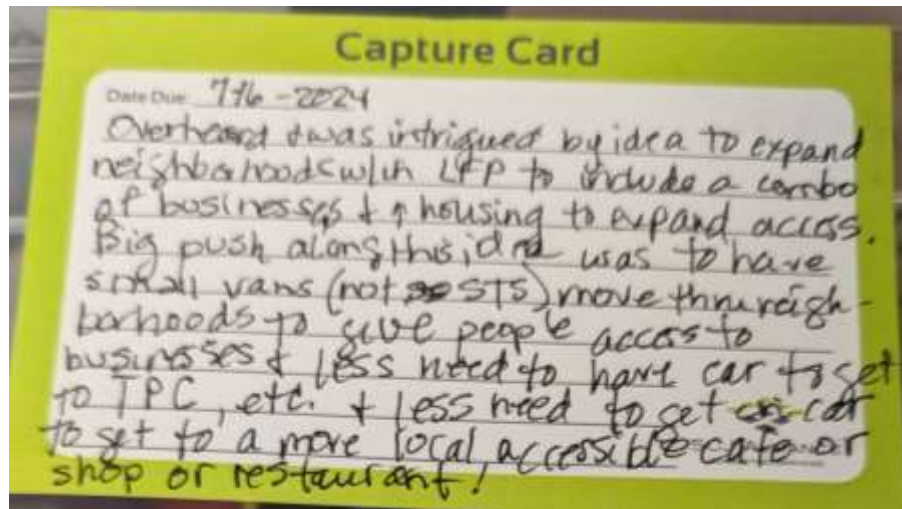 Capture Card
Date Due: 7/16-2024
Overheard & was intrigued by idea to expand
neighborhoods w/in LFP to include a combo
of businesses & ↑ housing to expand access.
Big push along this idea was to have
small vans (not STS) move thru neigh-
borhoods to give people access to
businesses & less need to have car to get
to TPC, etc. & less need to get car
to get to a more local accessible cafe or
shop or restaurant!